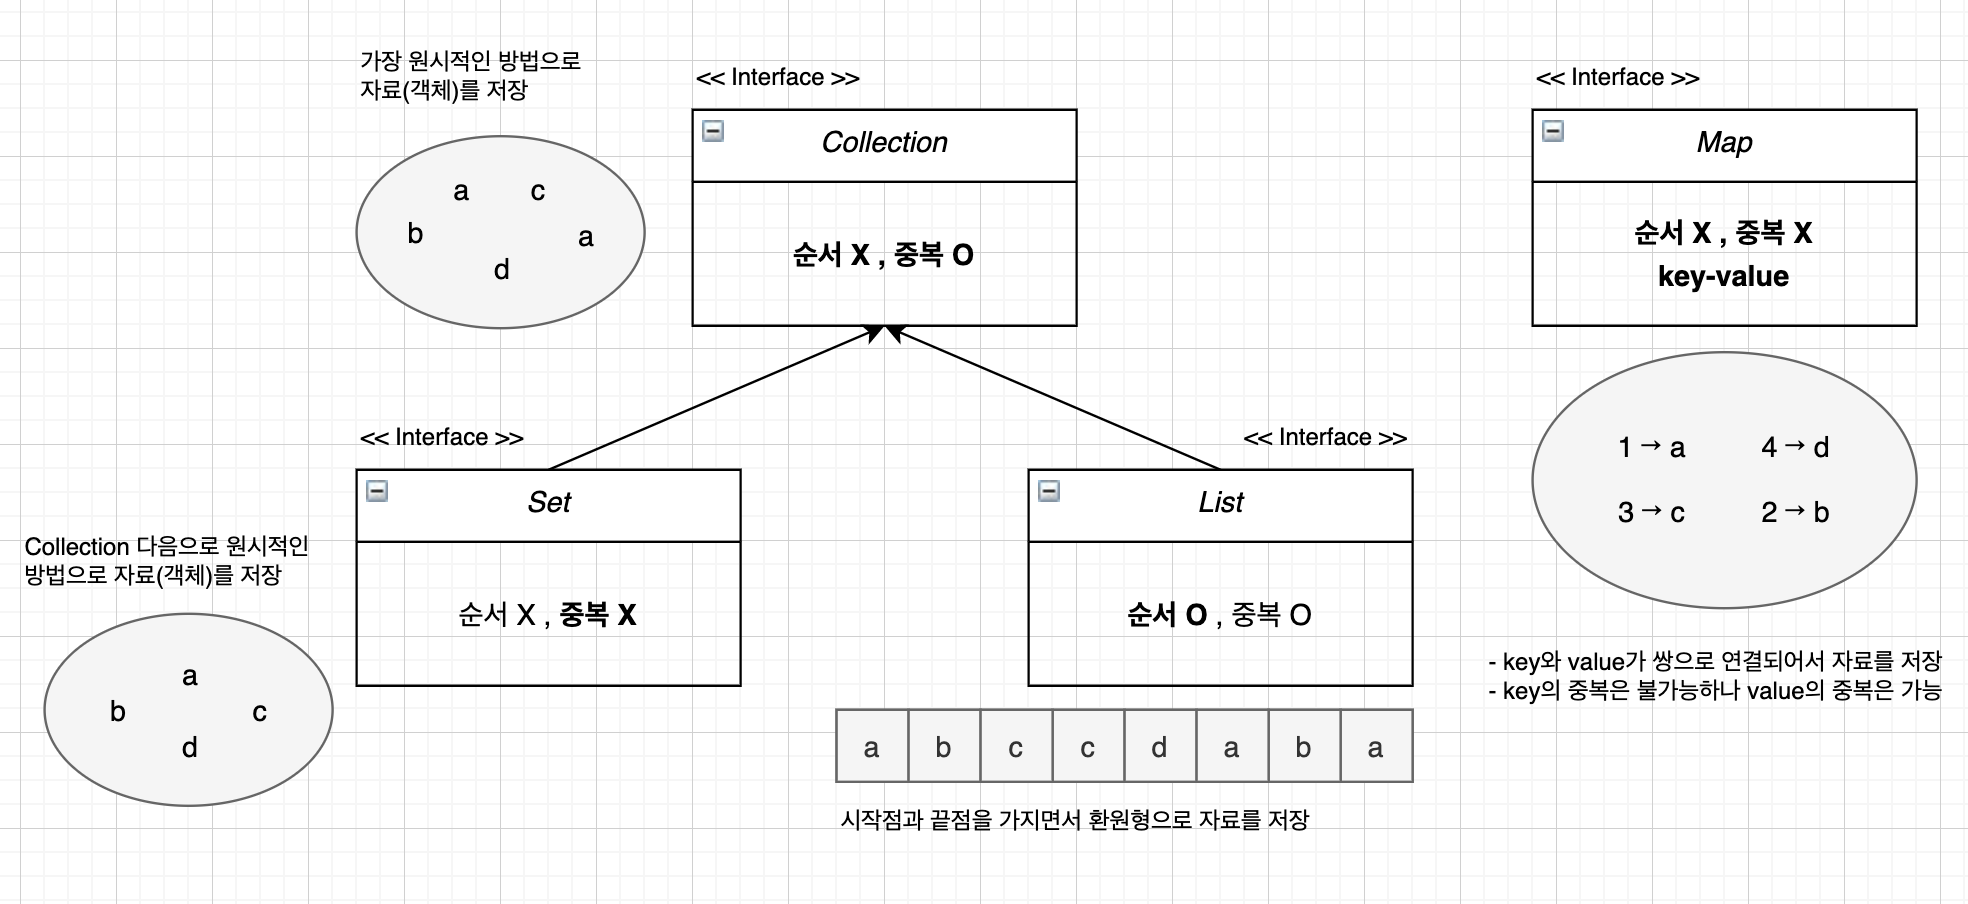 가장 원시적인 방법으로
자료(객체)를 저장
a c
b a
d
<< Interface >>
Collection
순서 X , 중복 O
<< Interface >>
Map
순서 X , 중복 X
key-value
1 → a 4 → d
3 → c 2 → b
- key와 value가 쌍으로 연결되어서 자료를 저장
- key의 중복은 불가능하나 value의 중복은 가능
<< Interface >>
Set
순서 X , 중복 X
Collection 다음으로 원시적인
방법으로 자료(객체)를 저장
a
b c
d
<< Interface >>
List
순서 O , 중복 O
a b c c d a b a
시작점과 끝점을 가지면서 환원형으로 자료를 저장